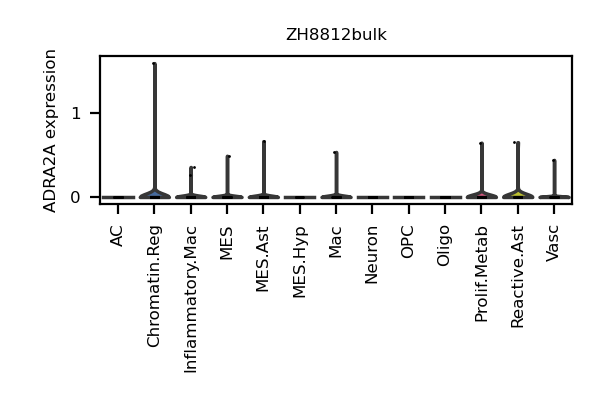 ZH8812bulk
ADRA2A expression
1
0
AC
Chromatin.Reg
Inflammatory.Mac
MES
MES.Ast
MES.Hyp
Mac
Neuron
OPC
Oligo
Prolif.Metab
Reactive.Ast
Vasc